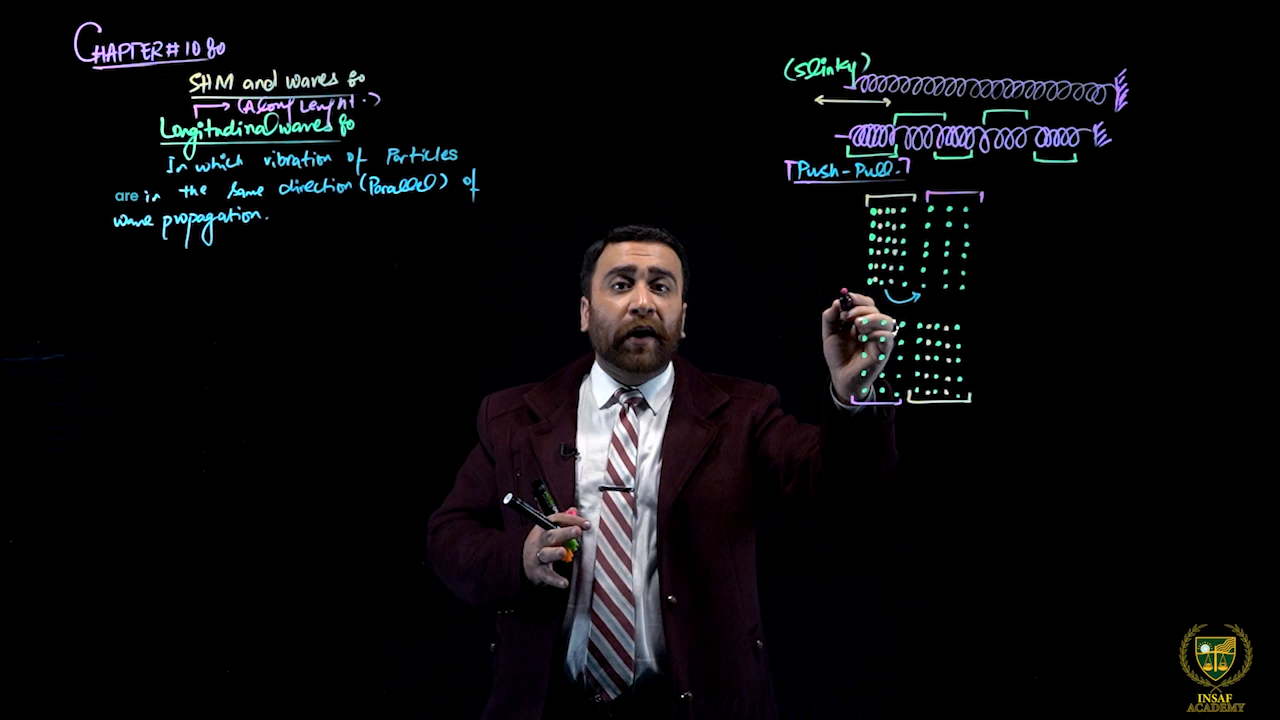 CHAPTER # 10
SHM and waves
(Along Lenght.)
Longitudinal waves
In which vibration of Particles
are in the same direction (Parallel) of
wave propagation.
(Slinky)
Push-Pull.
INSAF
ACADEMY